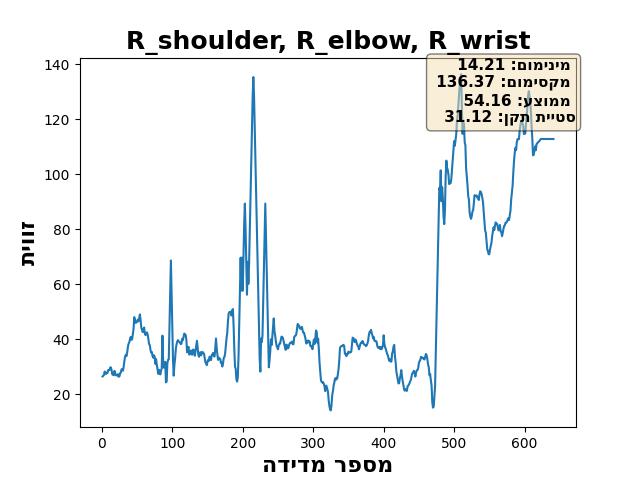 R_shoulder, R_elbow, R_wrist
מינימום: 14.21
מקסימום: 136.37
ממוצע: 54.16
סטיית תקן: 31.12
זווית
140
120
100
80
60
40
20
0 100 200 300 400 500 600
מספר מדידה